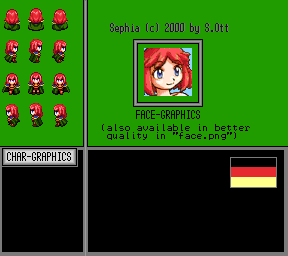 Sephia (c) 2000 by S.Ott
FACE-GRAPHICS
(also available in better
quality in "face.png")
CHAR-GRAPHICS